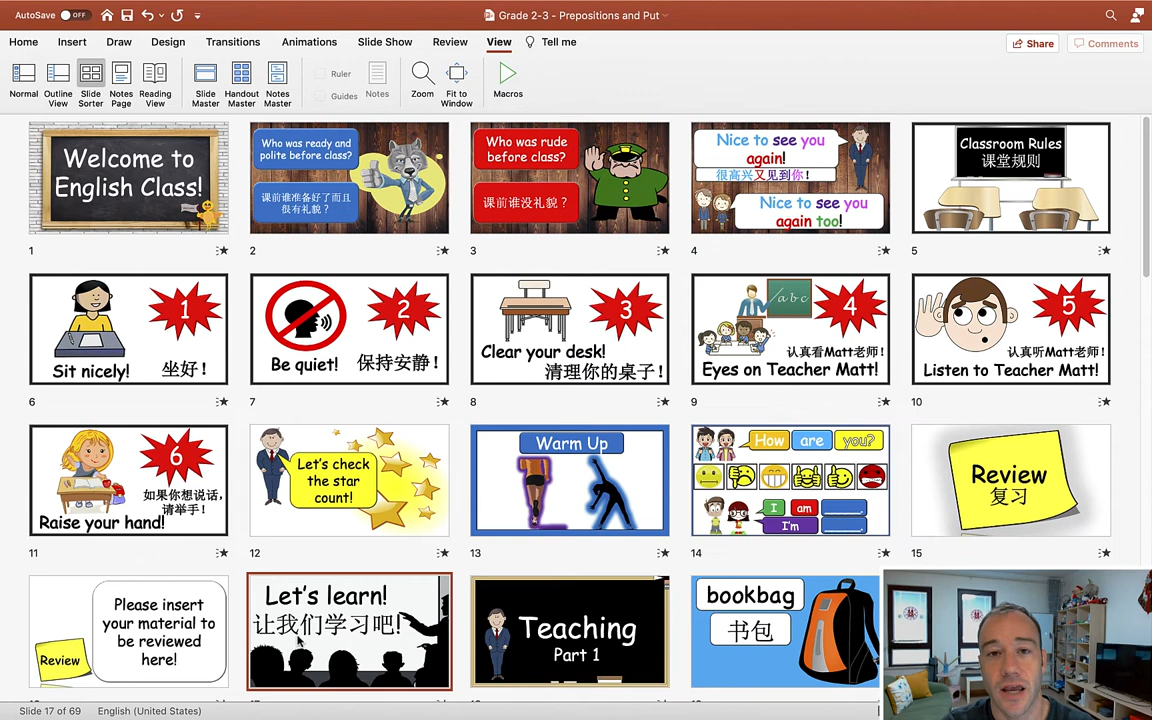 AutoSave OFF
Grade 2-3 - Prepositions and Put
Home Insert Draw Design Transitions Animations Slide Show Review View Tell me
Share Comments
Normal
Outline View
Slide Sorter
Notes Page
Reading View
Slide Master
Handout Master
Notes Master
Ruler
Guides
Notes
Zoom
Fit to Window
Macros
Welcome to
English Class!
1
Who was ready and
polite before class?
课前谁准备好了而且
很有礼貌？
2
Who was rude
before class?
课前谁没礼貌？
3
Nice to see you
again!
很高兴又见到你！
Nice to see you
again too!
4
Classroom Rules
课堂规则
5
1
Sit nicely!
坐好！
6
2
Be quiet!
保持安静！
7
3
Clear your desk!
清理你的桌子！
8
abc
4
认真看Matt老师！
Eyes on Teacher Matt!
9
5
认真听Matt老师！
Listen to Teacher Matt!
10
6
如果你想说话，
请举手！
Raise your hand!
11
Let's check
the star
count!
12
Warm Up
13
How are you?
I am
I'm
14
Review
复习
15
Please insert
your material to
be reviewed
here!
Review
Let's learn!
让我们学习吧！
Teaching
Part 1
bookbag
书包
Slide 17 of 69
English (United States)